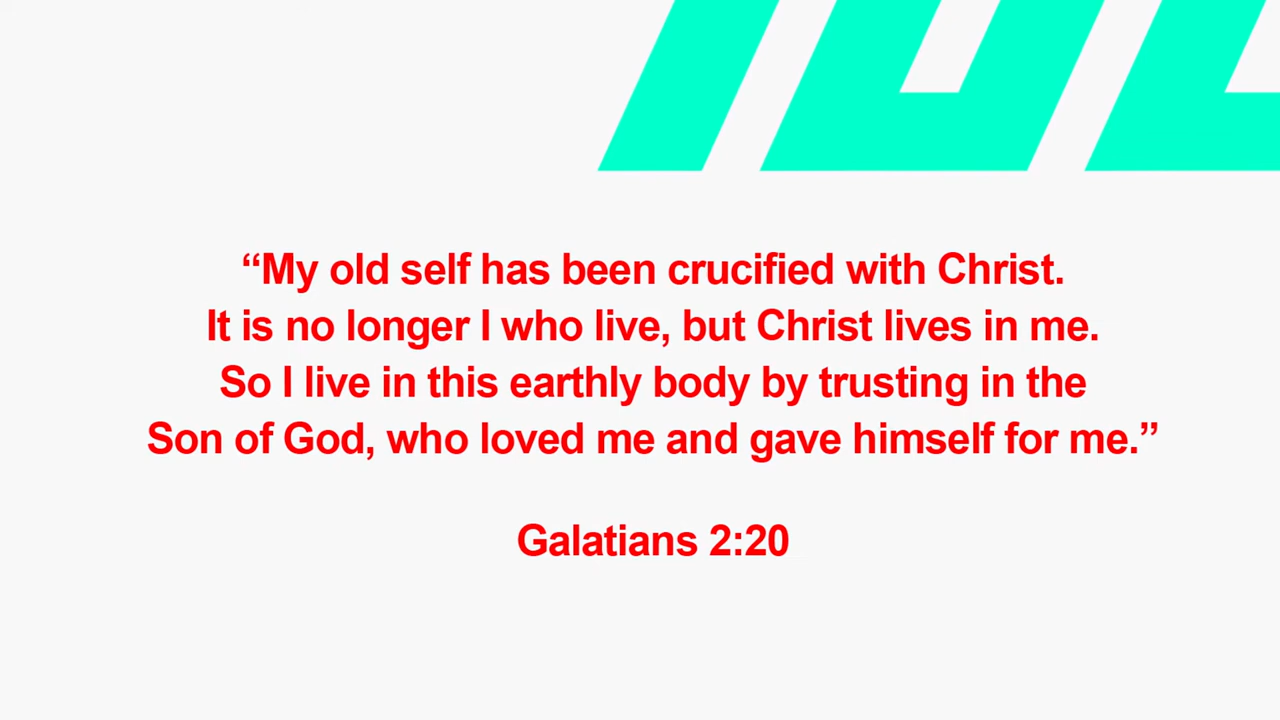 “My old self has been crucified with Christ.
It is no longer I who live, but Christ lives in me.
So I live in this earthly body by trusting in the
Son of God, who loved me and gave himself for me.”
Galatians 2:20